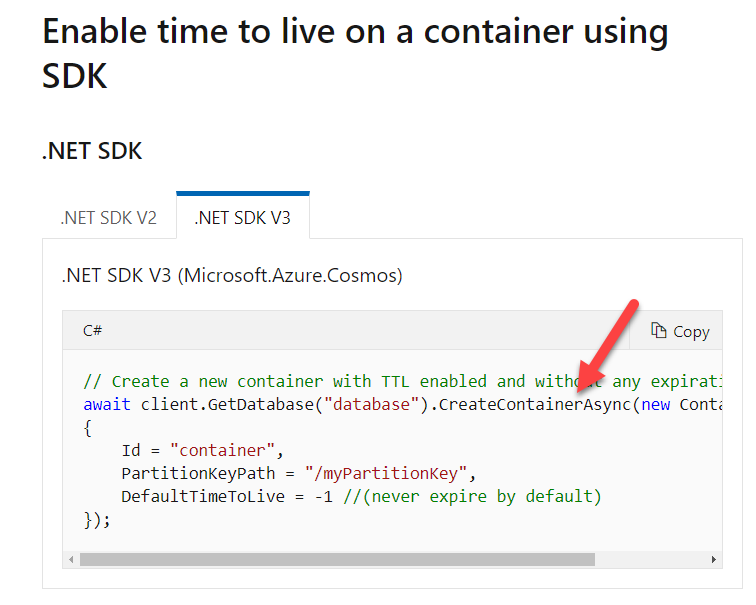 Enable time to live on a container using
SDK
.NET SDK
.NET SDK V2
.NET SDK V3
.NET SDK V3 (Microsoft.Azure.Cosmos)
C#
Copy
// Create a new container with TTL enabled and without any expirati
await client.GetDatabase("database").CreateContainerAsync(new Conta
{
    Id = "container",
    PartitionKeyPath = "/myPartitionKey",
    DefaultTimeToLive = -1 //(never expire by default)
});